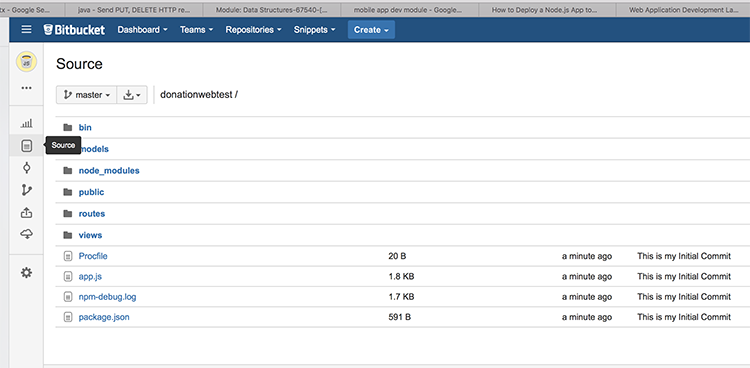 tx - Google Se... java - Send PUT, DELETE HTTP re... Module: Data Structures-67540-(... mobile app dev module - Google... How to Deploy a Node.js App to... Web Application Development La...
Bitbucket Dashboard Teams Repositories Snippets Create
Source
master donationwebtest /
bin
Source
models
node_modules
public
routes
views
Procfile 20 B a minute ago This is my Initial Commit
app.js 1.8 KB a minute ago This is my Initial Commit
npm-debug.log 1.7 KB a minute ago This is my Initial Commit
package.json 591 B a minute ago This is my Initial Commit